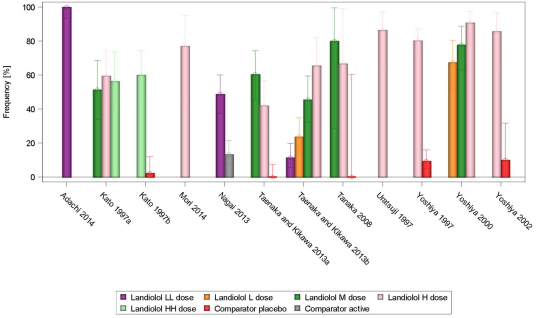 Frequency [%]
100
80
60
40
20
0
Adachi 2014
Kato 1997a
Kato 1997b
Mori 2014
Nagai 2013
Taenaka and Kikawa 2013a
Taenaka and Kikawa 2013b
Tanaka 2008
Uratsuji 1997
Yoshiya 1997
Yoshiya 2000
Yoshiya 2002
Landiolol LL dose Landiolol L dose Landiolol M dose Landiolol H dose
Landiolol HH dose Comparator placebo Comparator active